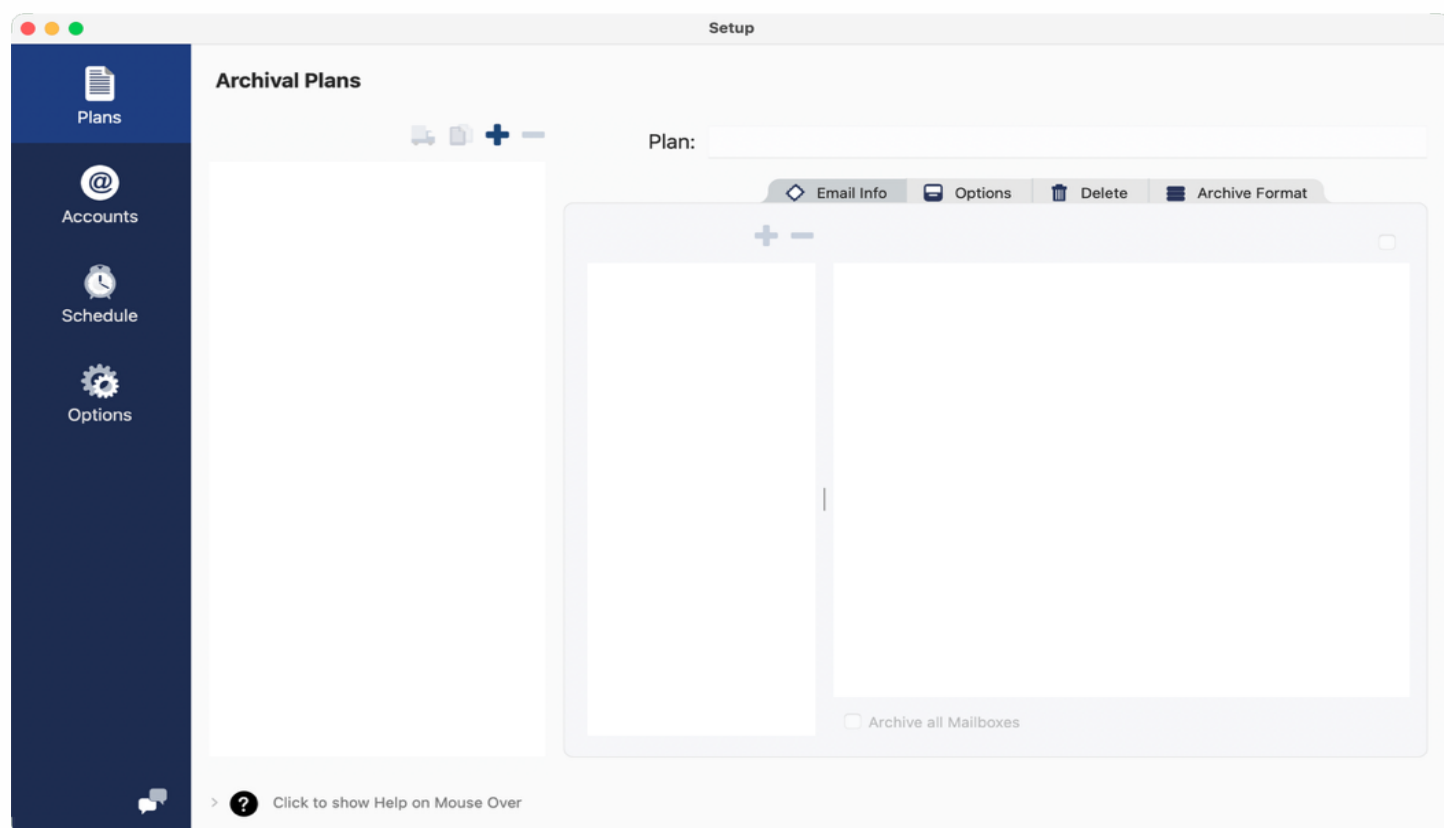 Setup
Plans
Accounts
Schedule
Options
Archival Plans
Plan:
Email Info
Options
Delete
Archive Format
Archive all Mailboxes
> ? Click to show Help on Mouse Over